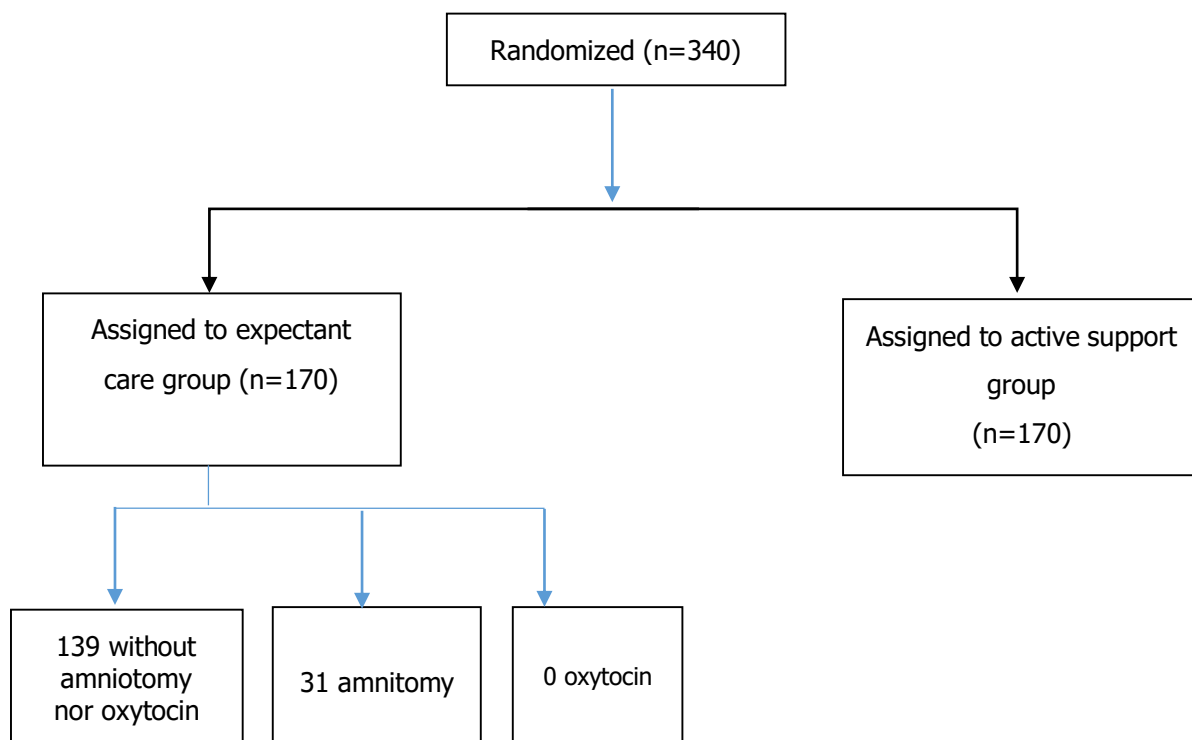 Randomized (n=340)
Assigned to expectant
care group (n=170)
Assigned to active support
group
(n=170)
139 without
amniotomy
nor oxytocin
31 amnitomy
0 oxytocin